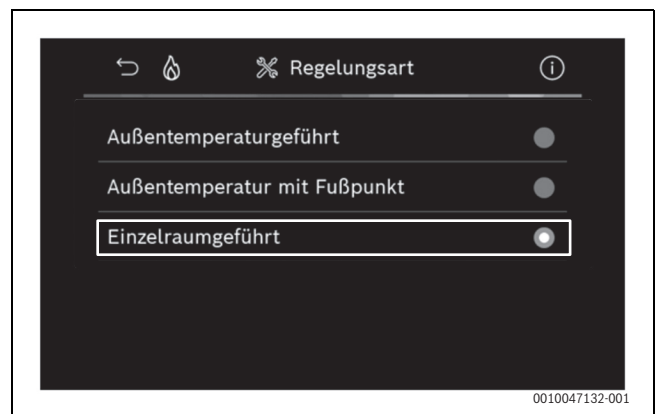 Regelungsart
Außentemperaturgeführt
Außentemperatur mit Fußpunkt
Einzelraumgeführt
0010047132-001